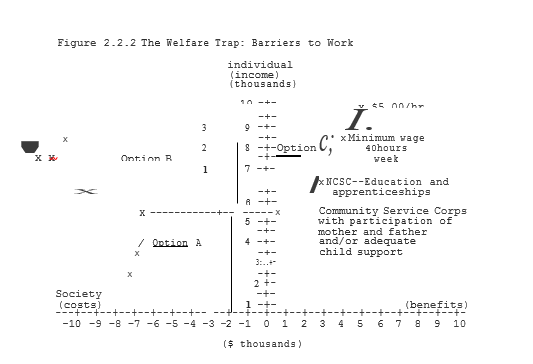 Figure 2.2.2 The Welfare Trap: Barriers to Work
individual
(income)
(thousands)
10
x $5.00/hr
3 9
x Minimum wage
2 8 Option C;
40hours
x x Option B
week
1 7
x NCSC--Education and
apprenticeships
6
x -----------+-- ------x
Community Service Corps
5
with participation of
mother and father
/ Option A 4
and/or adequate
x
child support
3
x
2
Society
(costs) 1 (benefits)
-10 -9 -8 -7 -6 -5 -4 -3 -2 -1 0 1 2 3 4 5 6 7 8 9 10
($ thousands)